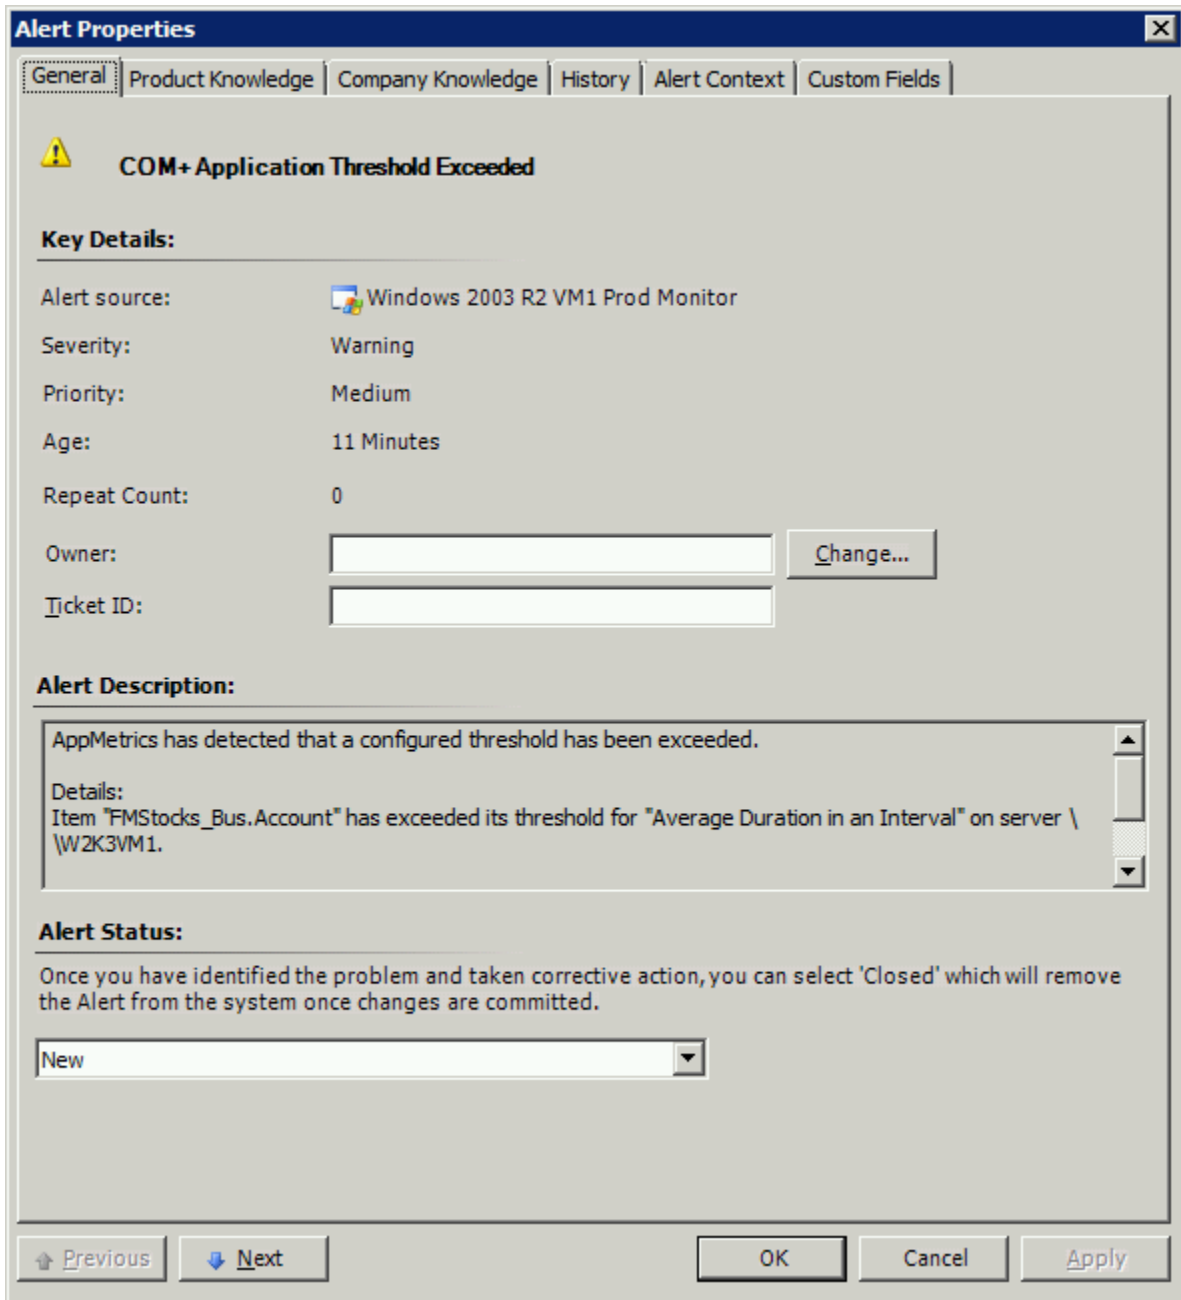 Alert Properties
General Product Knowledge Company Knowledge History Alert Context Custom Fields
COM+ Application Threshold Exceeded
Key Details:
Alert source: Windows 2003 R2 VM1 Prod Monitor
Severity: Warning
Priority: Medium
Age: 11 Minutes
Repeat Count: 0
Owner: Change...
Ticket ID:
Alert Description:
AppMetrics has detected that a configured threshold has been exceeded.
Details:
Item "FMStocks_Bus.Account" has exceeded its threshold for "Average Duration in an Interval" on server \
\W2K3VM1.
Alert Status:
Once you have identified the problem and taken corrective action, you can select 'Closed' which will remove
the Alert from the system once changes are committed.
New
Previous Next OK Cancel Apply